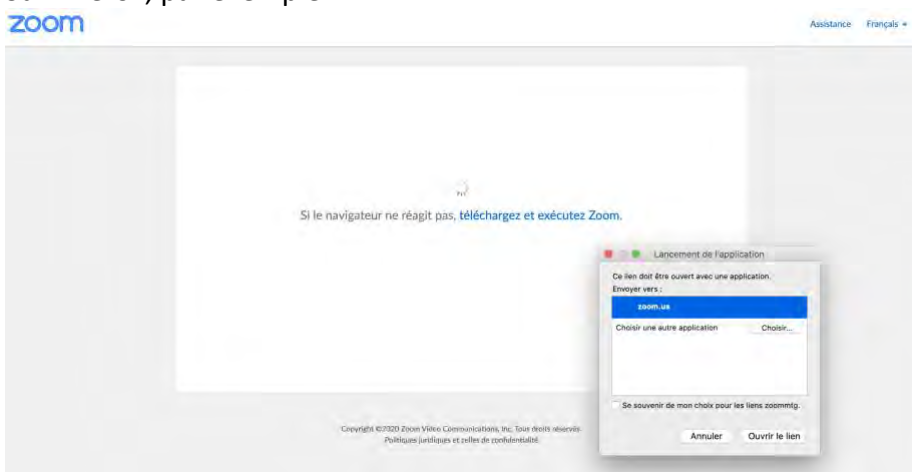 zoom
Assistance Français
Si le navigateur ne réagit pas, téléchargez et exécutez Zoom.
Lancement de l'application
Ce lien doit être ouvert avec une application.
Envoyer vers :
zoom.us
Choisir une autre application Choisir...
Se souvenir de mon choix pour les liens zoommtg.
Annuler Ouvrir le lien
Copyright ©2020 Zoom Video Communications, Inc. Tous droits réservés.
Politiques juridiques et celles de confidentialité